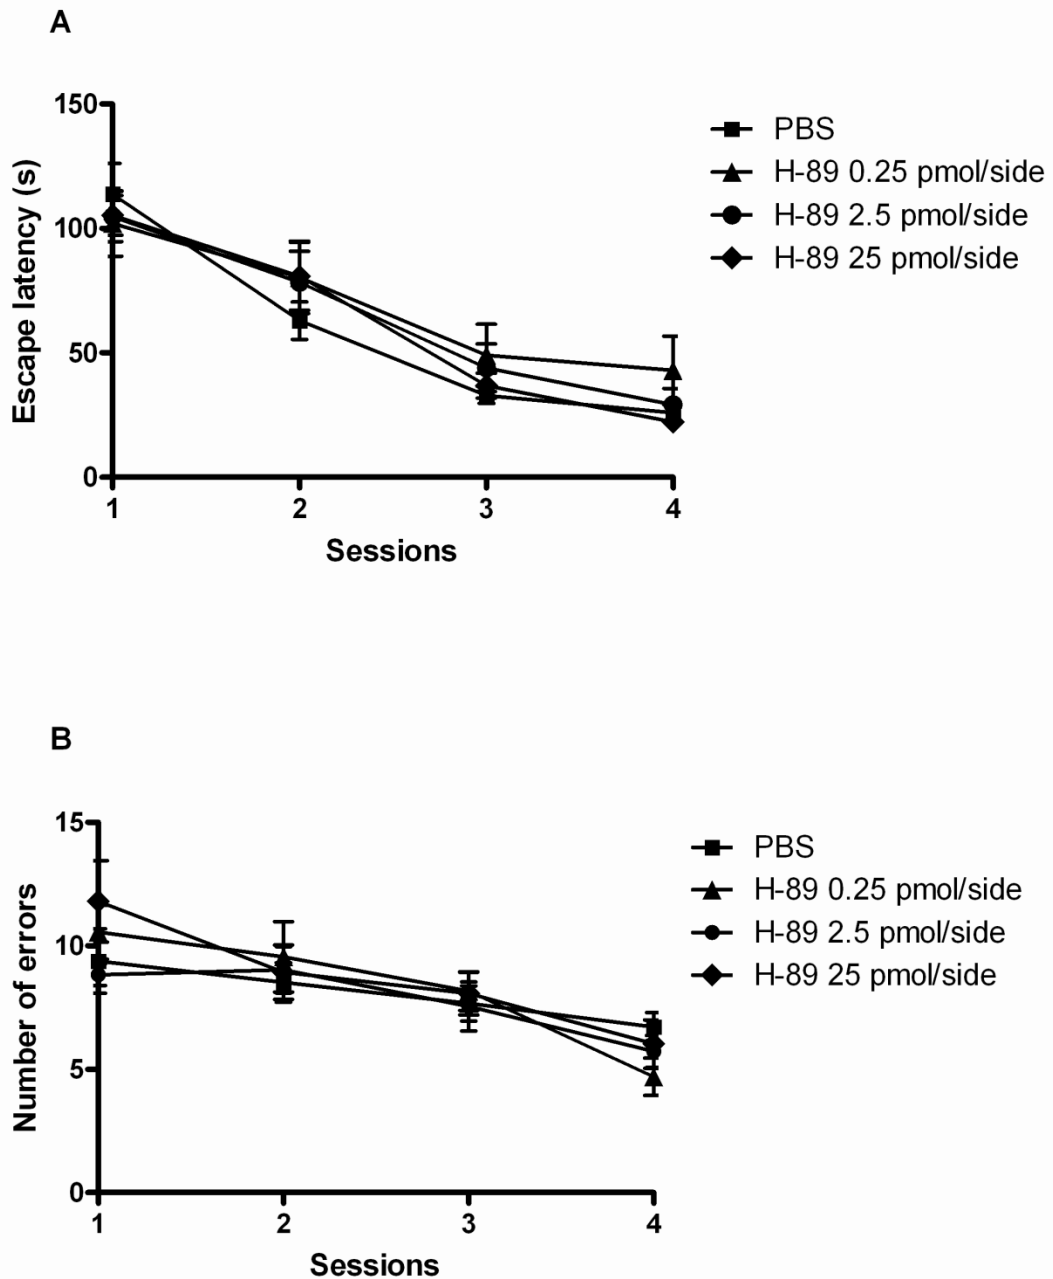 A
150
100
50
0
Escape latency (s)
1 2 3 4
Sessions
PBS
H-89 0.25 pmol/side
H-89 2.5 pmol/side
H-89 25 pmol/side
B
15
10
5
0
Number of errors
1 2 3 4
Sessions
PBS
H-89 0.25 pmol/side
H-89 2.5 pmol/side
H-89 25 pmol/side